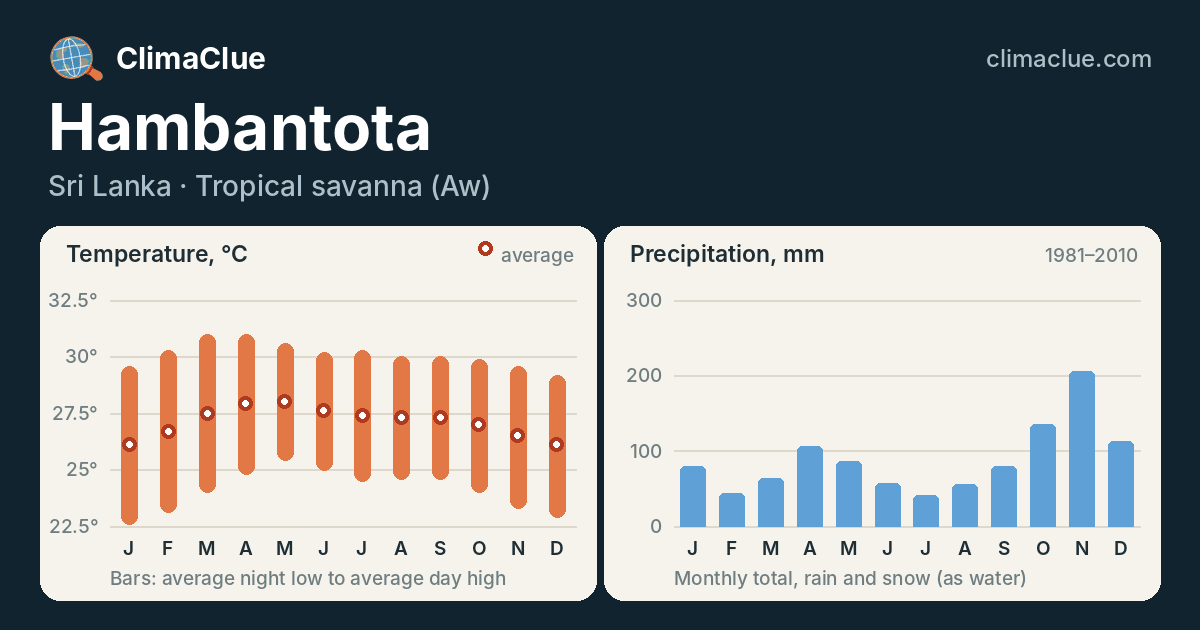 ClimaClue
climaclue.com
Hambantota
Sri Lanka · Tropical savanna (Aw)
Temperature, °C
average
32.5°
30°
27.5°
25°
22.5°
J F M A M J J A S O N D
Bars: average night low to average day high
Precipitation, mm
1981–2010
300
200
100
0
J F M A M J J A S O N D
Monthly total, rain and snow (as water)